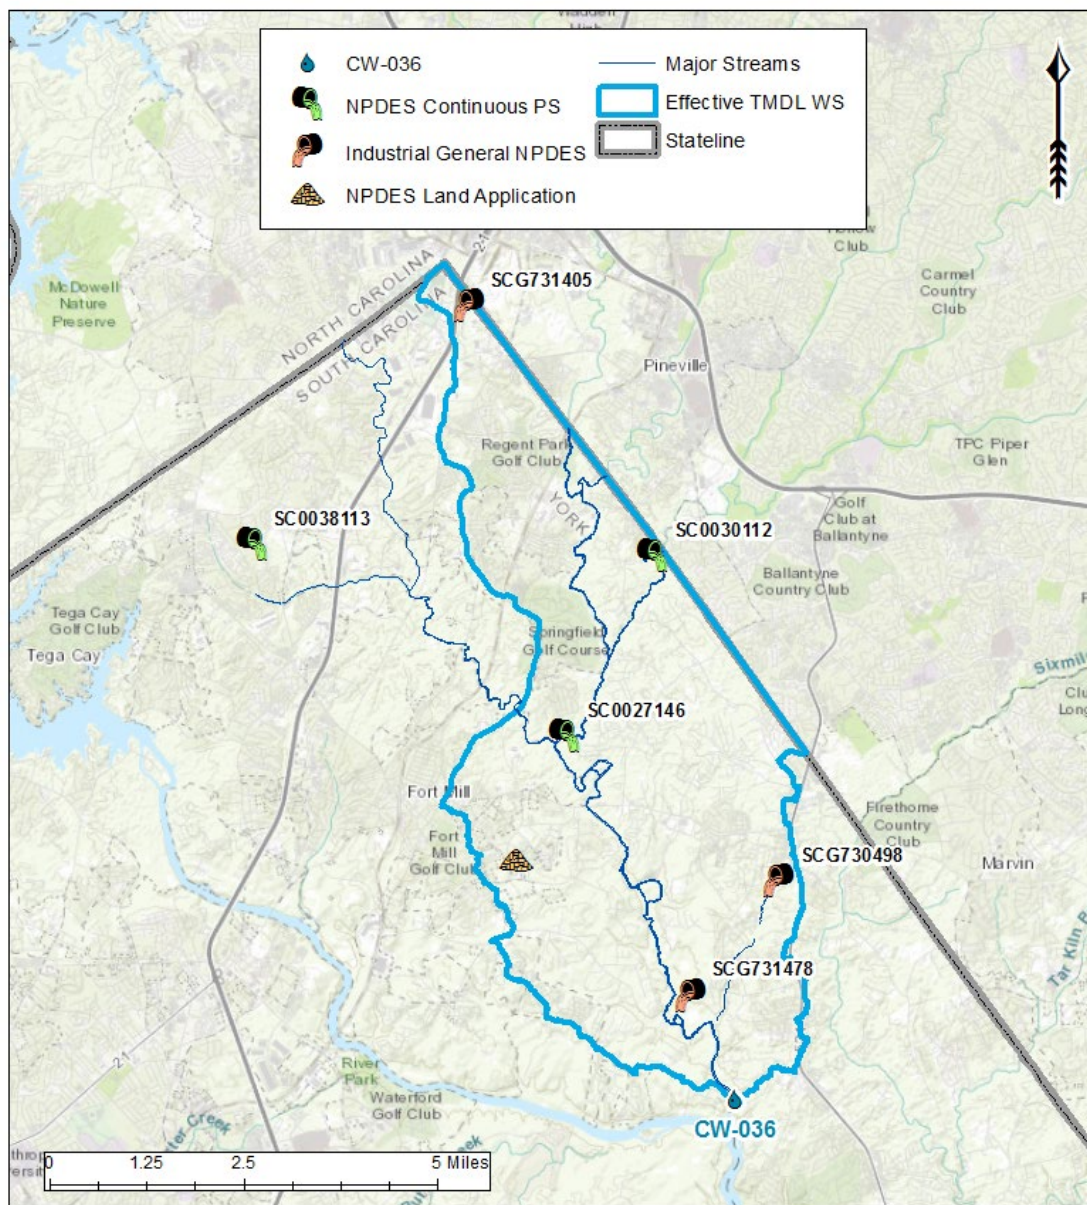 CW-036
NPDES Continuous PS
Industrial General NPDES
NPDES Land Application
Major Streams
Effective TMDL WS
Stateline
Club
Carmel
Country
Club
McDowell
Nature
Preserve
NORTH CAROLINA
SOUTH CAROLINA
SCG731405
Pineville
Regent Park
Golf Club
TPC Piper
Glen
YORK
Golf
Club at
Ballantyne
SC0038113
SC0030112
Ballantyne
Country Club
Tega Cay
Golf Club
Tega Cay
Springfield
Golf Course
SC0027146
Fort Mill
Fort
Mill
Golf Club
Firethorne
Country
Club
Marvin
SCG730498
SCG731478
21
River
Park
Waterford
Golf Club
CW-036
0 1.25 2.5 5 Miles